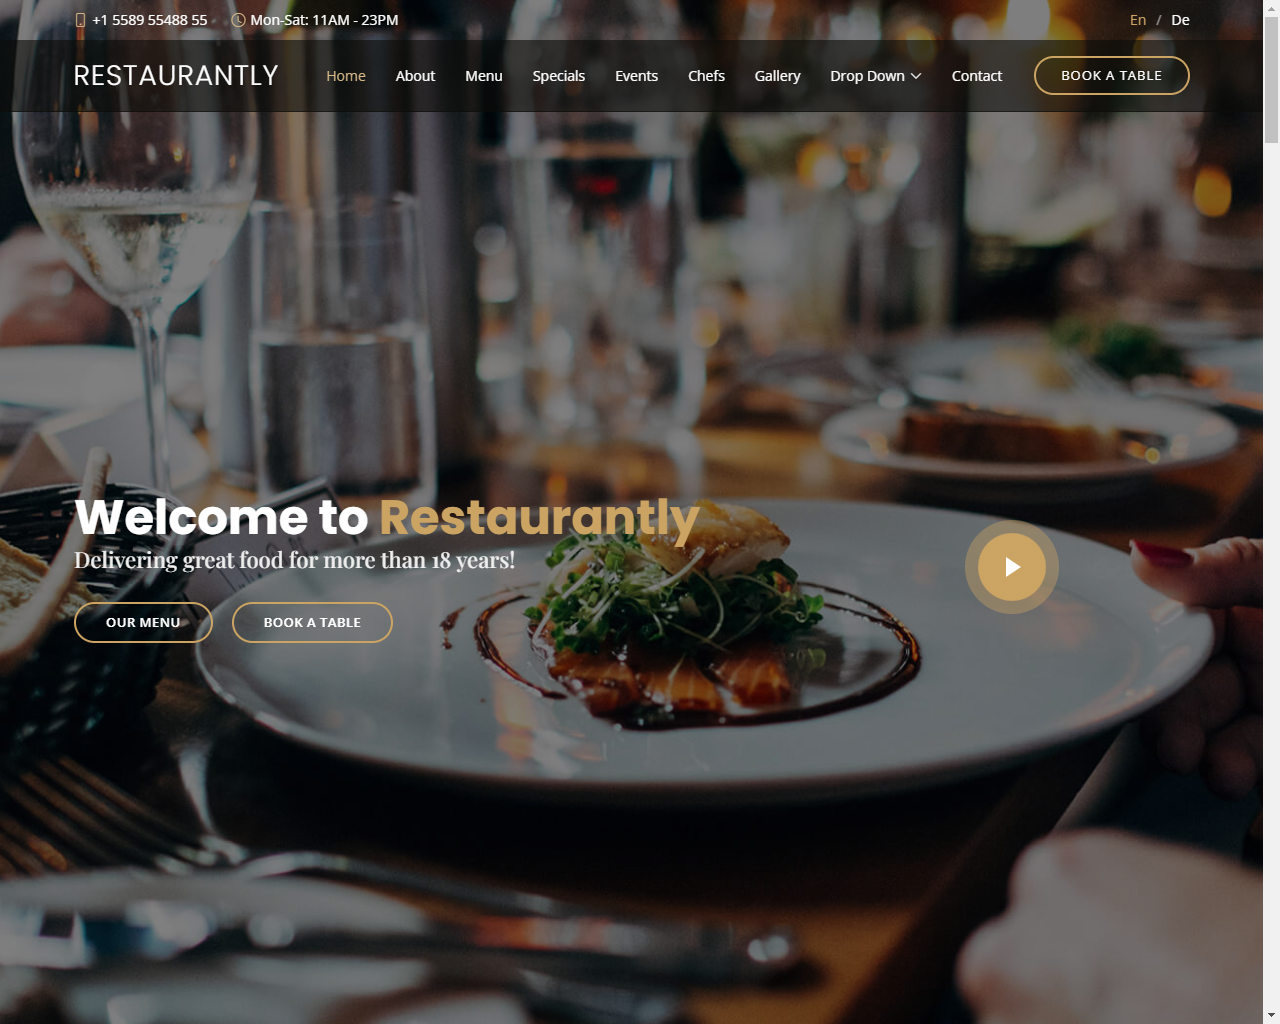 +1 5589 55488 55 Mon-Sat: 11AM - 23PM En / De
RESTAURANTLY Home About Menu Specials Events Chefs Gallery Drop Down Contact BOOK A TABLE
Welcome to Restaurantly
Delivering great food for more than 18 years!
OUR MENU BOOK A TABLE